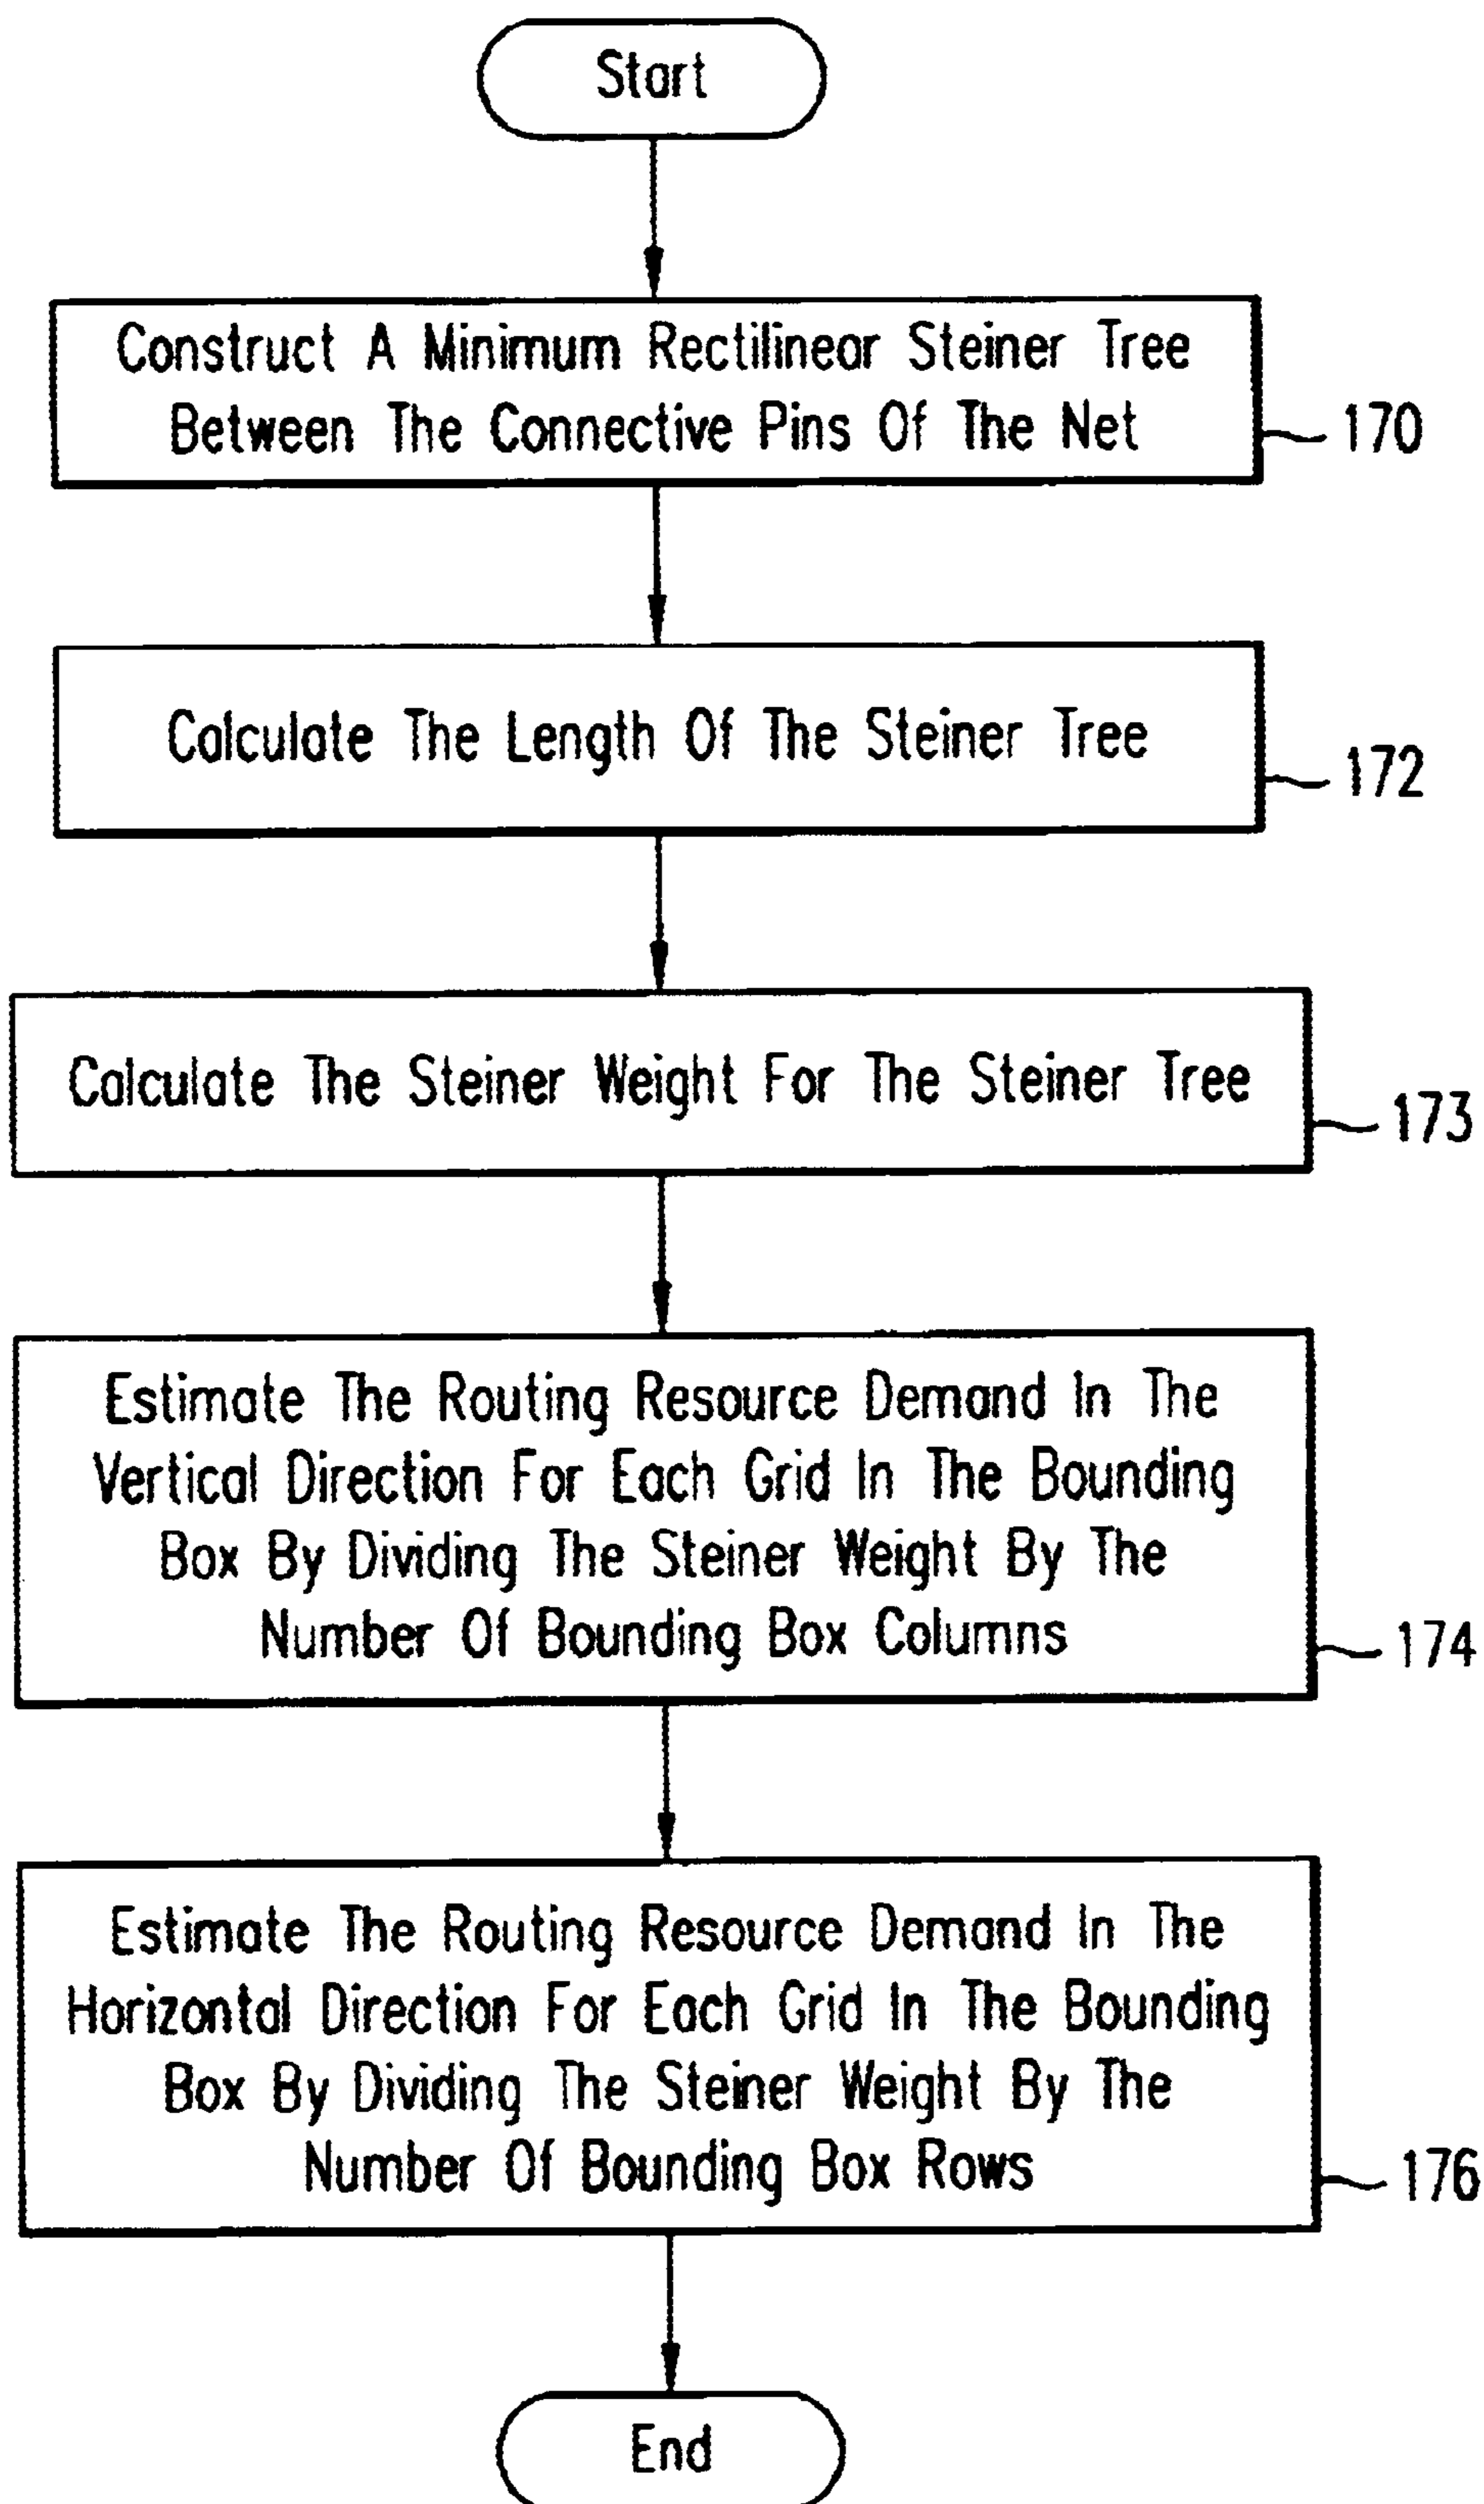 Start
Construct A Minimum Rectilinear Steiner Tree
Between The Connective Pins Of The Net
170
Calculate The Length Of The Steiner Tree
172
Calculate The Steiner Weight For The Steiner Tree
173
Estimate The Routing Resource Demand In The
Vertical Direction For Each Grid In The Bounding
Box By Dividing The Steiner Weight By The
Number Of Bounding Box Columns
174
Estimate The Routing Resource Demand In The
Horizontal Direction For Each Grid In The Bounding
Box By Dividing The Steiner Weight By The
Number Of Bounding Box Rows
176
End